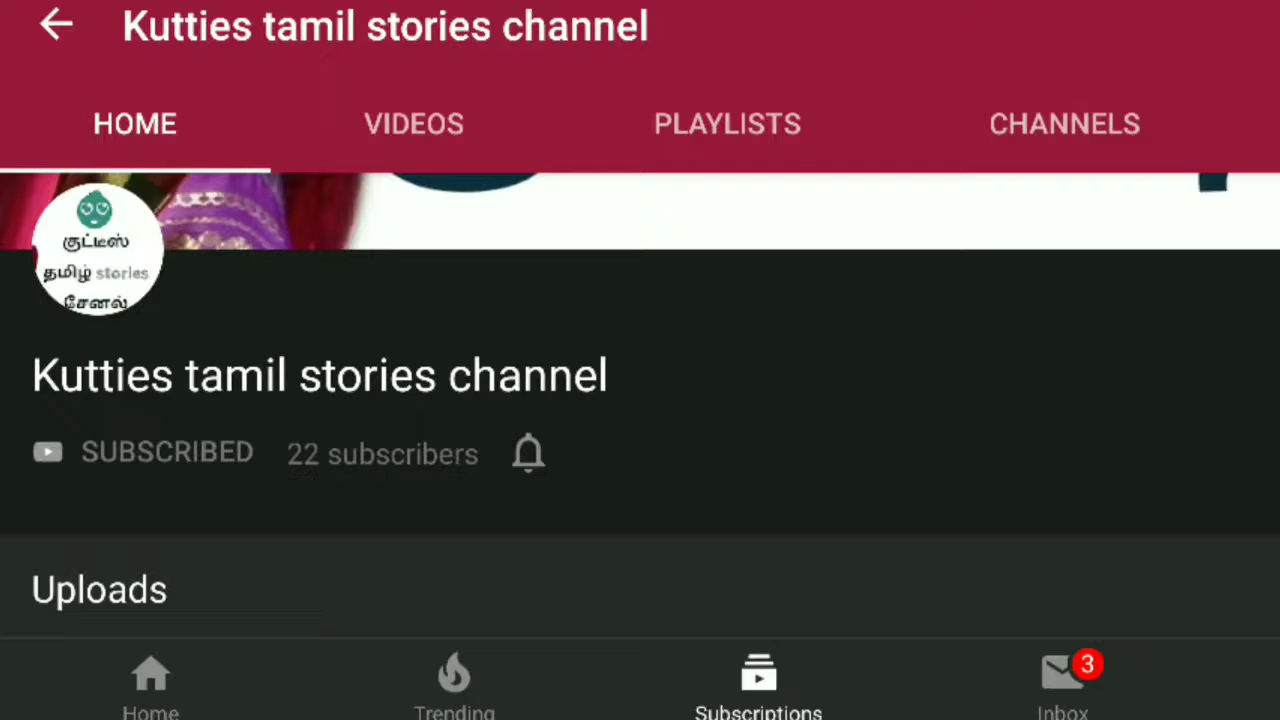 Kutties tamil stories channel
HOME VIDEOS PLAYLISTS CHANNELS
குட்டீஸ்
தமிழ் stories
சேனல்
Kutties tamil stories channel
SUBSCRIBED 22 subscribers
Uploads
3
Home Trending Subscriptions Inbox